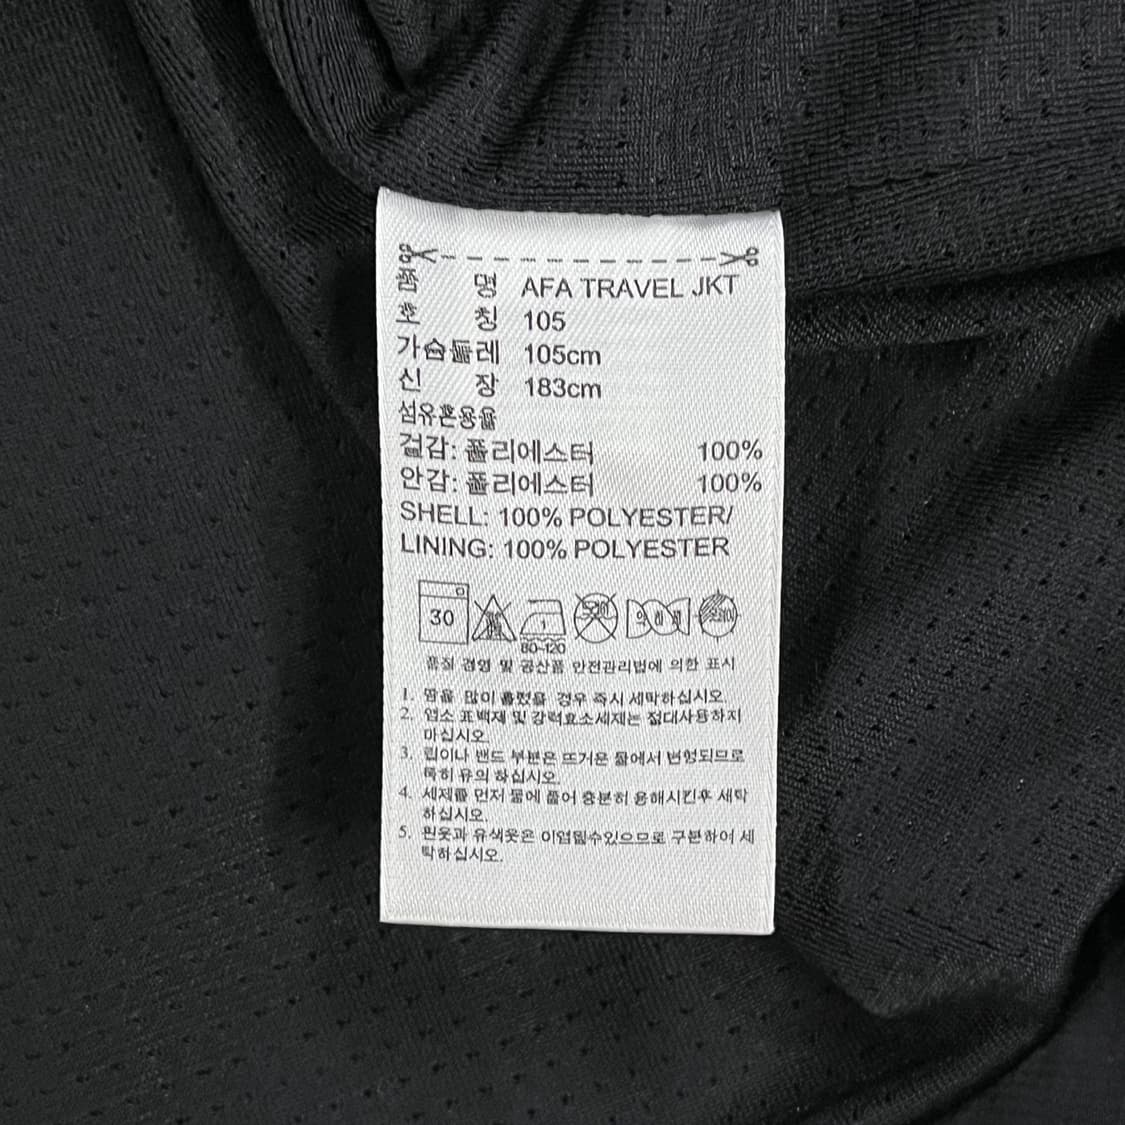 품 명 AFA TRAVEL JKT
호 칭 105
가슴둘레 105cm
신 장 183cm
섬유혼용율
겉감: 폴리에스터 100%
안감: 폴리에스터 100%
SHELL: 100% POLYESTER/
LINING: 100% POLYESTER
30 1 약 하 게
80~120
품질 경영 및 공산품 안전관리법에 의한 표시
1. 땀을 많이 흘렸을 경우 즉시 세탁하십시오
2. 염소 표백제 및 강력효소세제는 절대사용하지
마십시오
3. 립이나 밴드 부분은 뜨거운 물에서 변형되므로
특히 유의 하십시오.
4. 세제를 먼저 물에 풀어 충분히 용해시킨후 세탁
하십시오.
5. 흰옷과 유색옷은 이염될수있으므로 구분하여 세
탁하십시오.